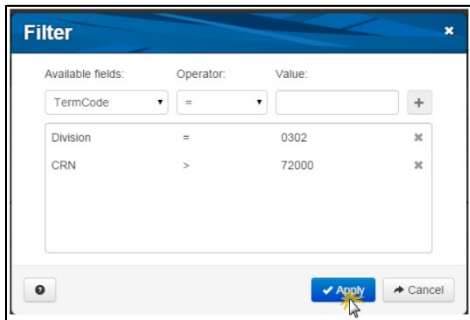 Filter
Available fields: Operator: Value:
TermCode =
Division = 0302
CRN > 72000
Apply Cancel